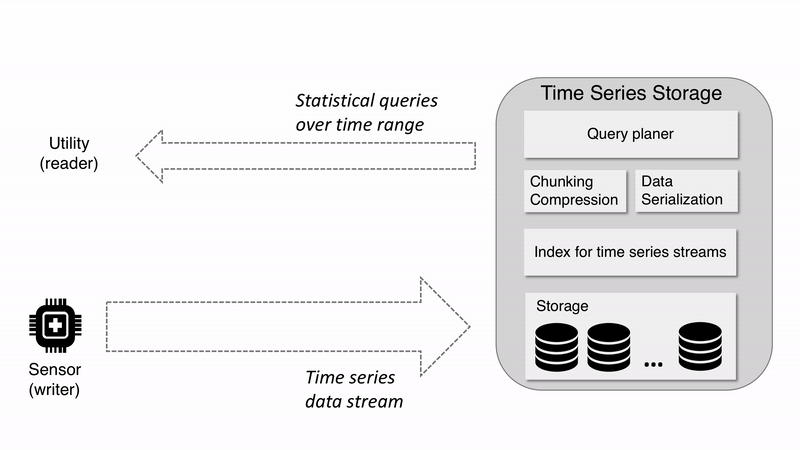 Time Series Storage
Statistical queries
over time range
Query planer
Utility
(reader)
Chunking
Compression
Data
Serialization
Index for time series streams
Storage
...
Sensor
(writer)
Time series
data stream